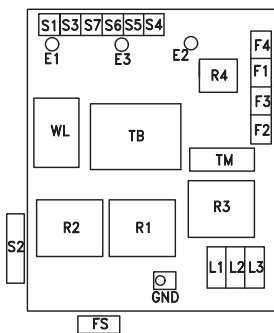 S1 S3 S7 S6 S5 S4
E1 E3 E2
F4
R4
F1
F3
WL
TB
F2
TM
R2 R1 R3
S2
L1 L2 L3
GND
FS